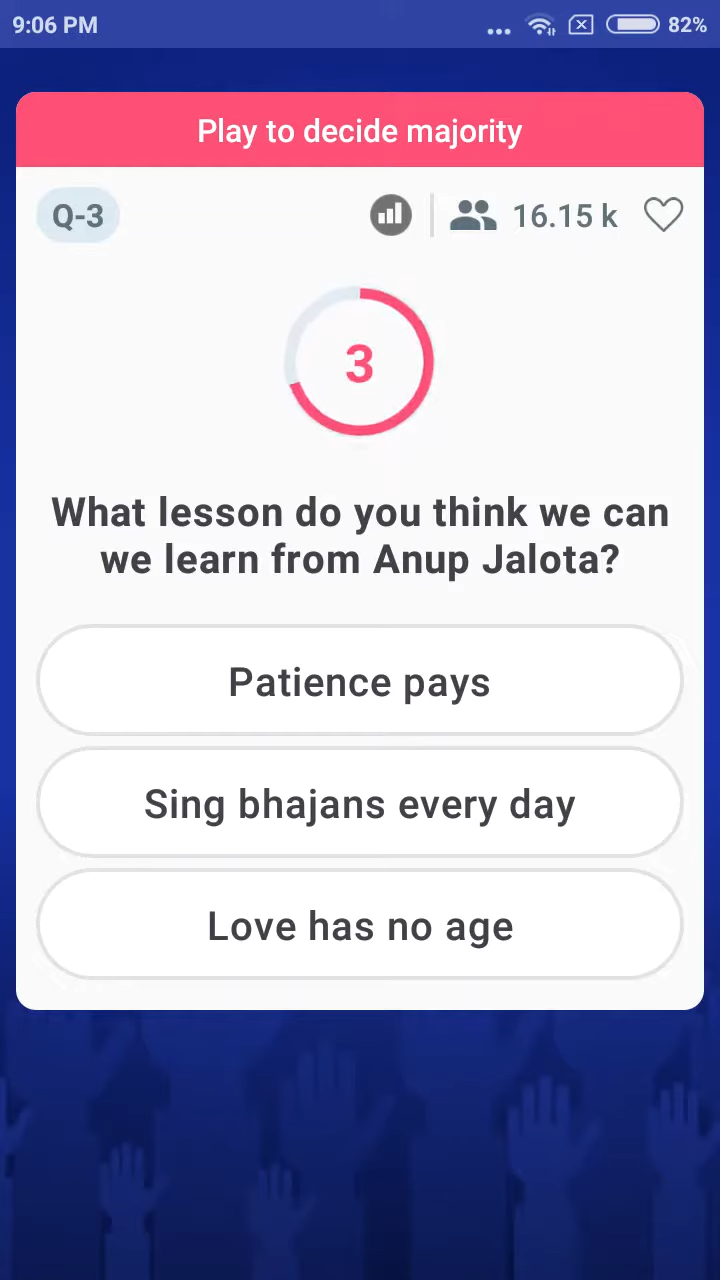 9:06 PM
82%
Play to decide majority
Q-3
16.15 k
3
What lesson do you think we can
we learn from Anup Jalota?
Patience pays
Sing bhajans every day
Love has no age